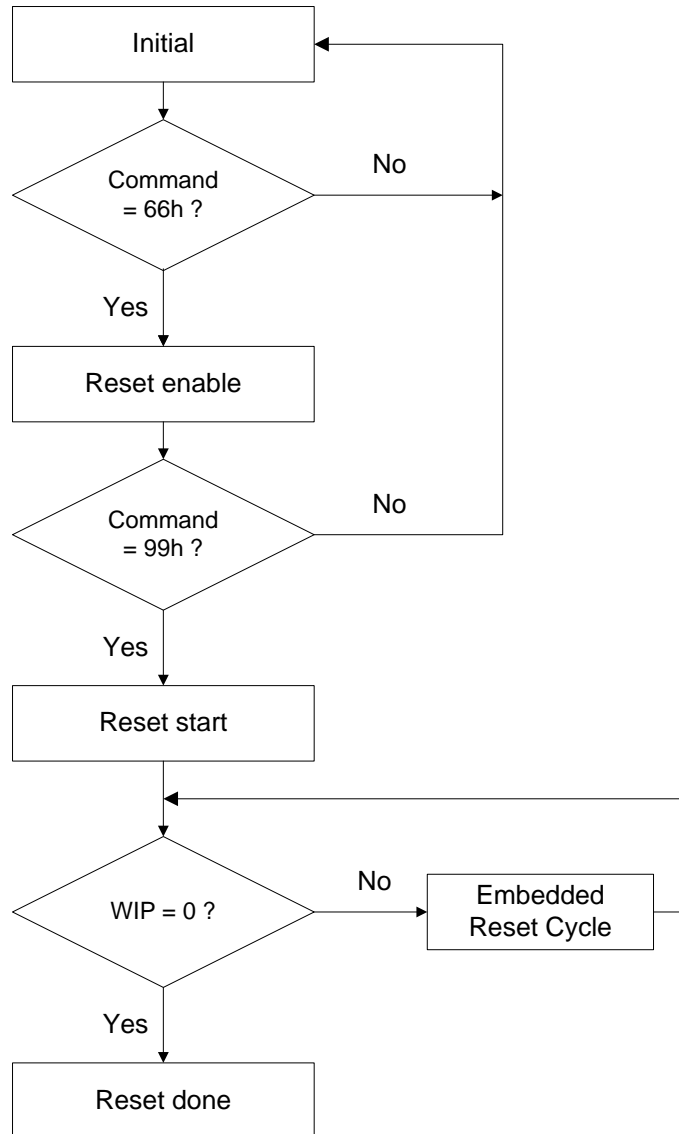 Initial
Command
= 66h ?
No
Yes
Reset enable
Command
= 99h ?
No
Yes
Reset start
WIP = 0 ?
No
Embedded
Reset Cycle
Yes
Reset done